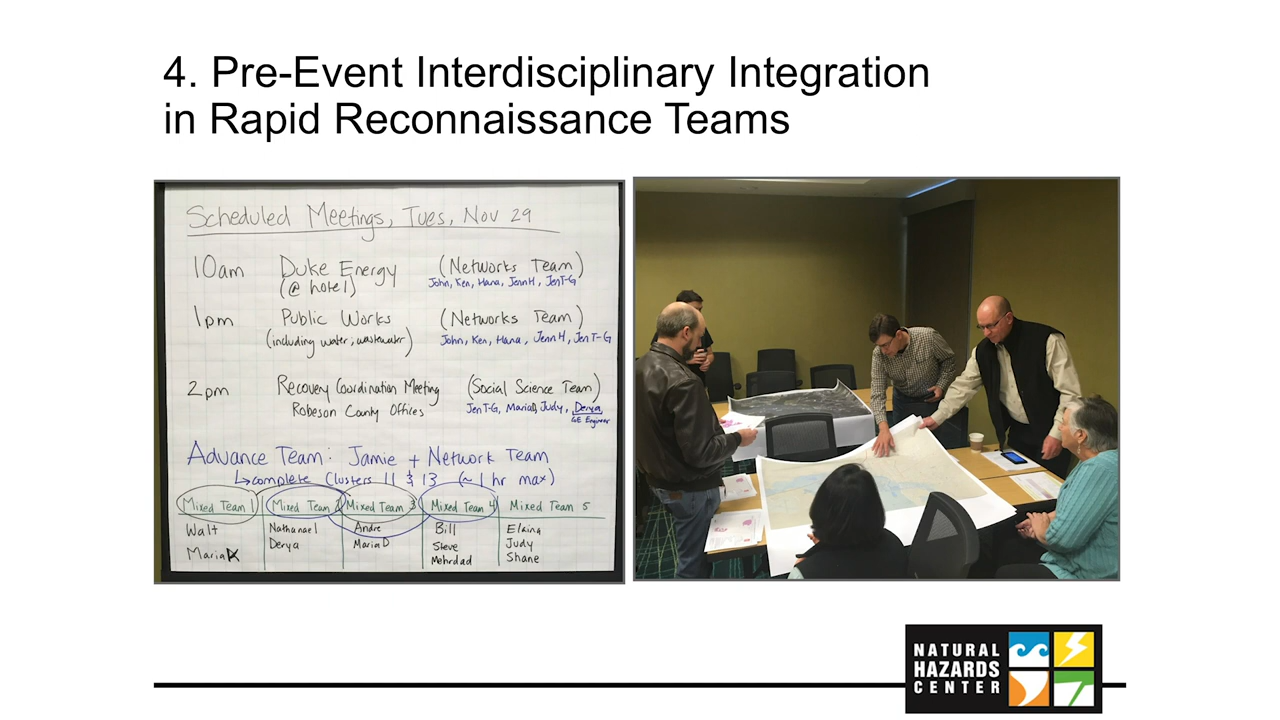 4. Pre-Event Interdisciplinary Integration
in Rapid Reconnaissance Teams
Scheduled Meetings, Tues, Nov 29
10am Duke Energy (Networks Team)
(@ hotel) John, Ken, Hana, JennH, JenT-G
1pm Public Works (Networks Team)
(including water, wastewater) John, Ken, Hana, JennH, JenT-G
2pm Recovery Coordination Meeting (Social Science Team)
Robeson County Offices JenT-G, MariaD, Judy, Derya,
GE Engineer
Advance Team: Jamie + Network Team
↳complete Clusters 11 & 13 (~1 hr max)
Mixed Team 1 Mixed Team 2 Mixed Team 3 Mixed Team 4 Mixed Team 5
Walt Nathanael Andre Bill Elaina
MariaK Derya MariaD Steve Judy
Mehrdad Shane
NATURAL
HAZARDS
CENTER